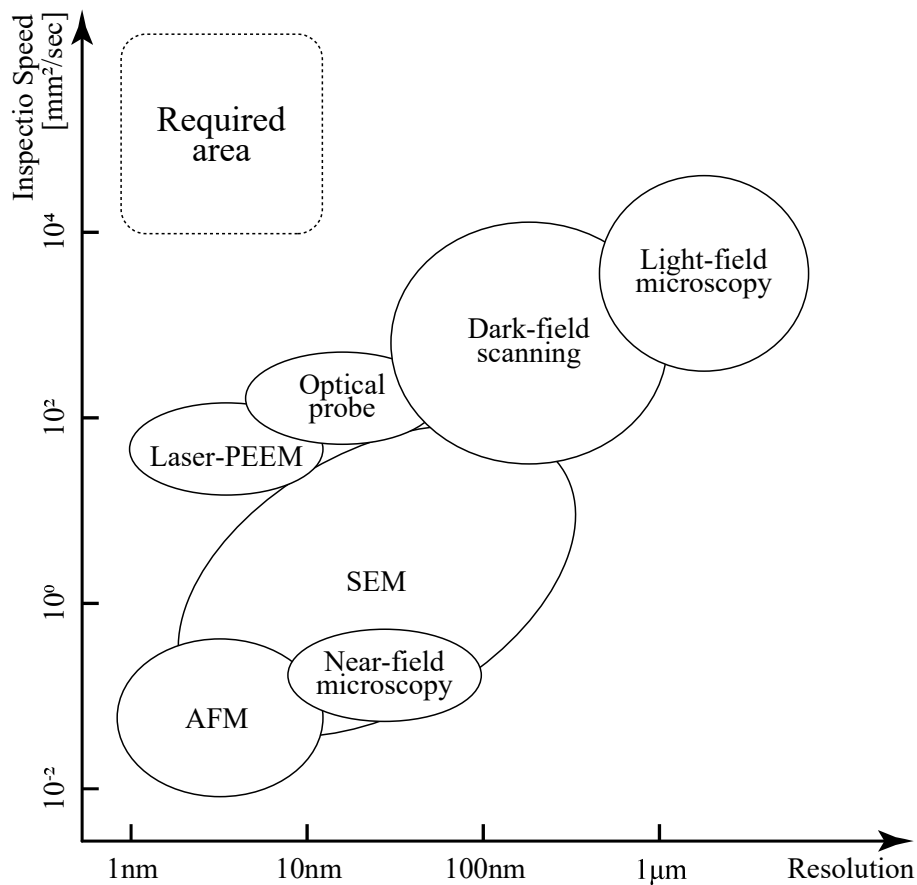 Inspectio Speed
[mm²/sec]
Required
area
10⁴
Light-field
microscopy
Dark-field
scanning
Optical
probe
10²
Laser-PEEM
SEM
10⁰
Near-field
microscopy
AFM
10⁻²
1nm
10nm
100nm
1μm
Resolution